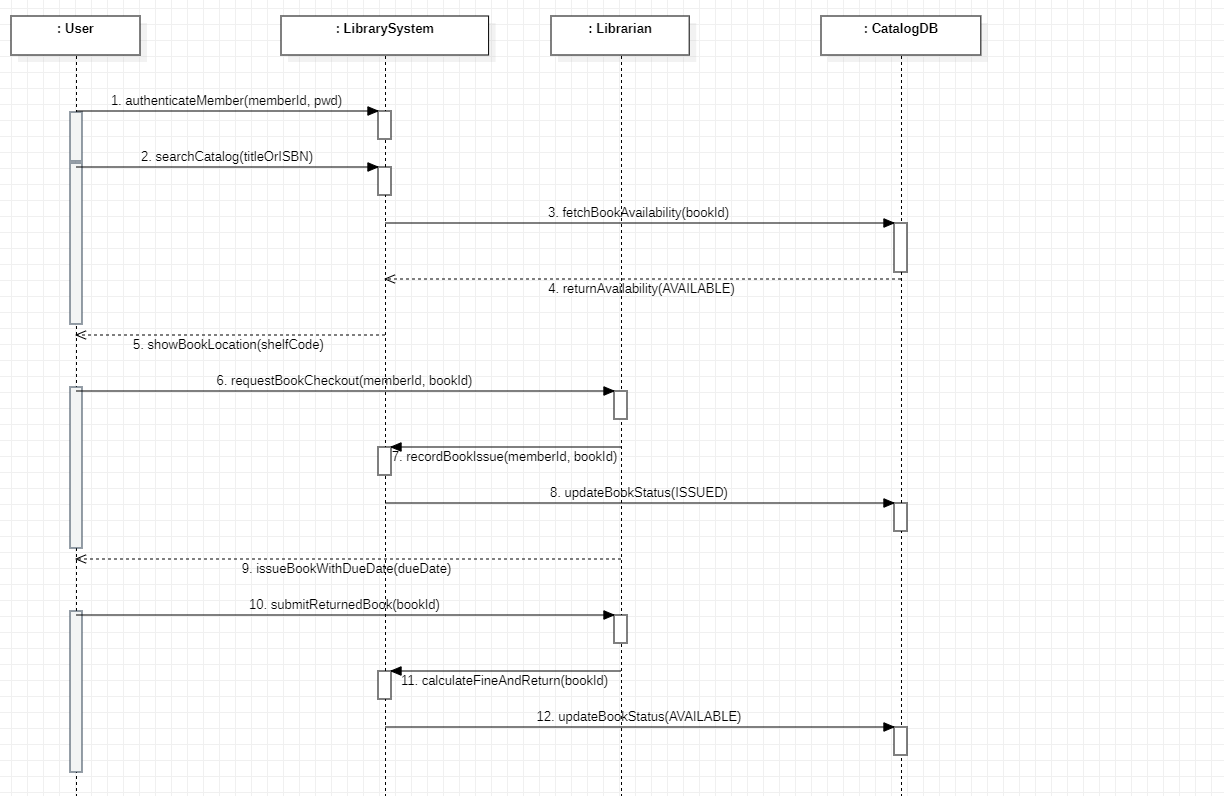 : User
: LibrarySystem
: Librarian
: CatalogDB
1. authenticateMember(memberId, pwd)
2. searchCatalog(titleOrISBN)
3. fetchBookAvailability(bookId)
4. returnAvailability(AVAILABLE)
5. showBookLocation(shelfCode)
6. requestBookCheckout(memberId, bookId)
7. recordBookIssue(memberId, bookId)
8. updateBookStatus(ISSUED)
9. issueBookWithDueDate(dueDate)
10. submitReturnedBook(bookId)
11. calculateFineAndReturn(bookId)
12. updateBookStatus(AVAILABLE)